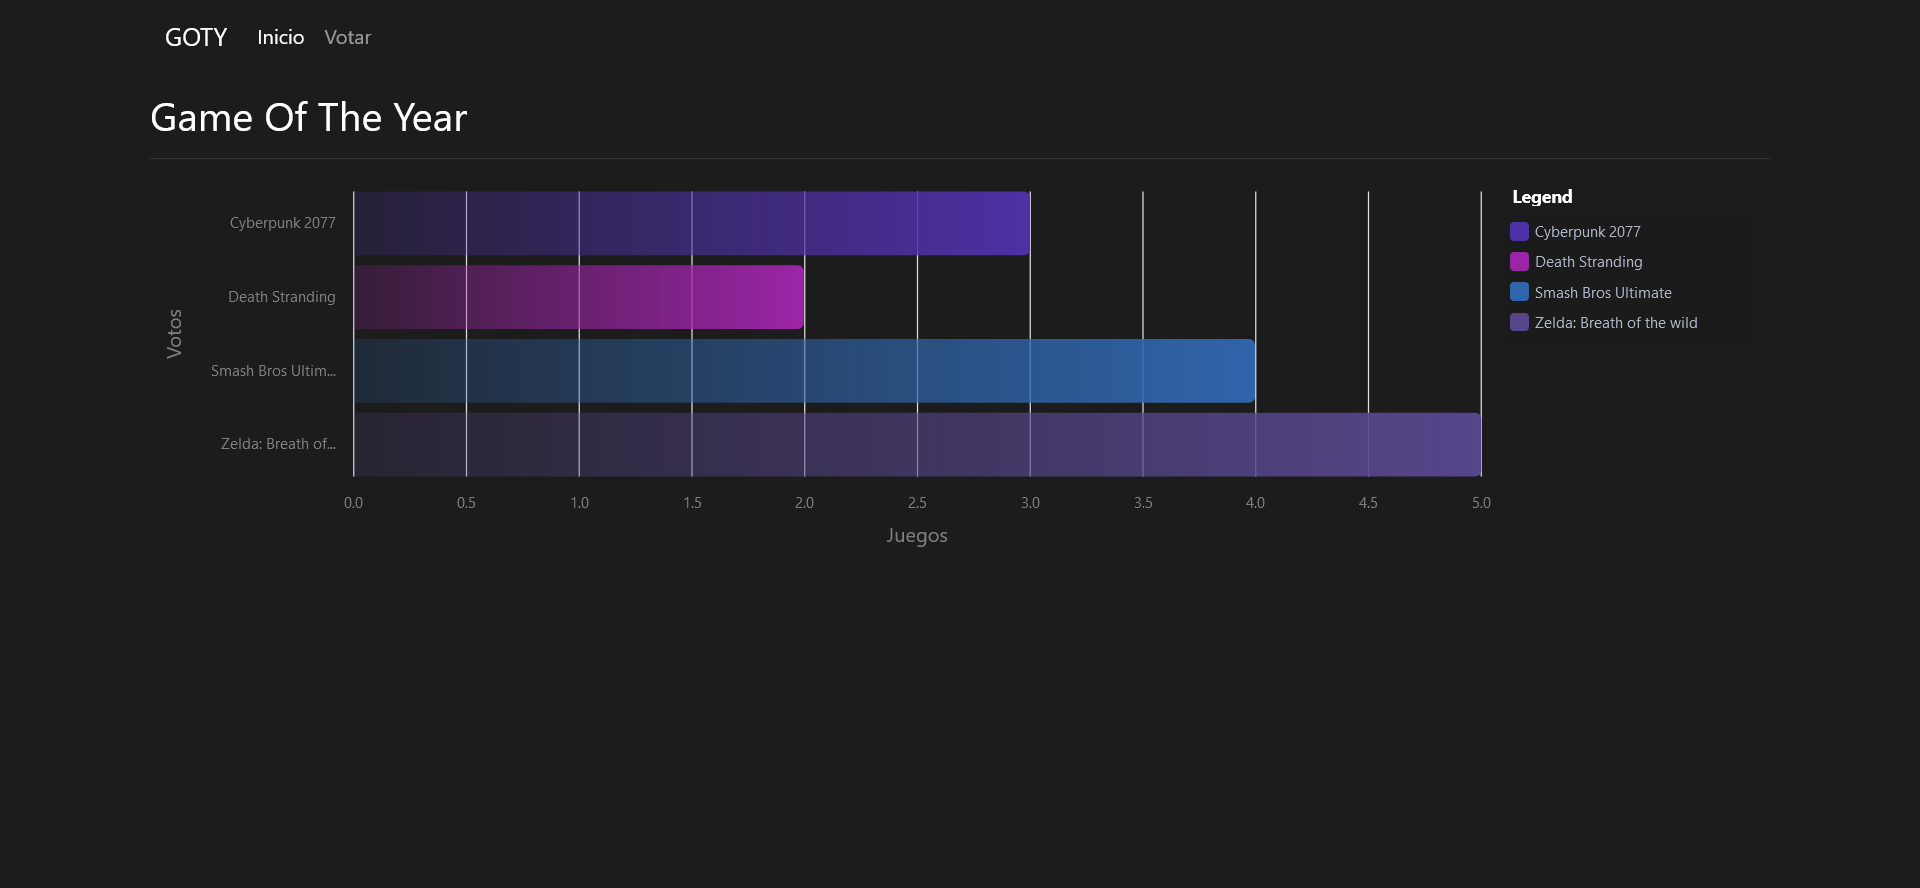 GOTY Inicio Votar
Game Of The Year
Votos
Cyberpunk 2077
Death Stranding
Smash Bros Ultim...
Zelda: Breath of...
0.0 0.5 1.0 1.5 2.0 2.5 3.0 3.5 4.0 4.5 5.0
Juegos
Legend
Cyberpunk 2077
Death Stranding
Smash Bros Ultimate
Zelda: Breath of the wild